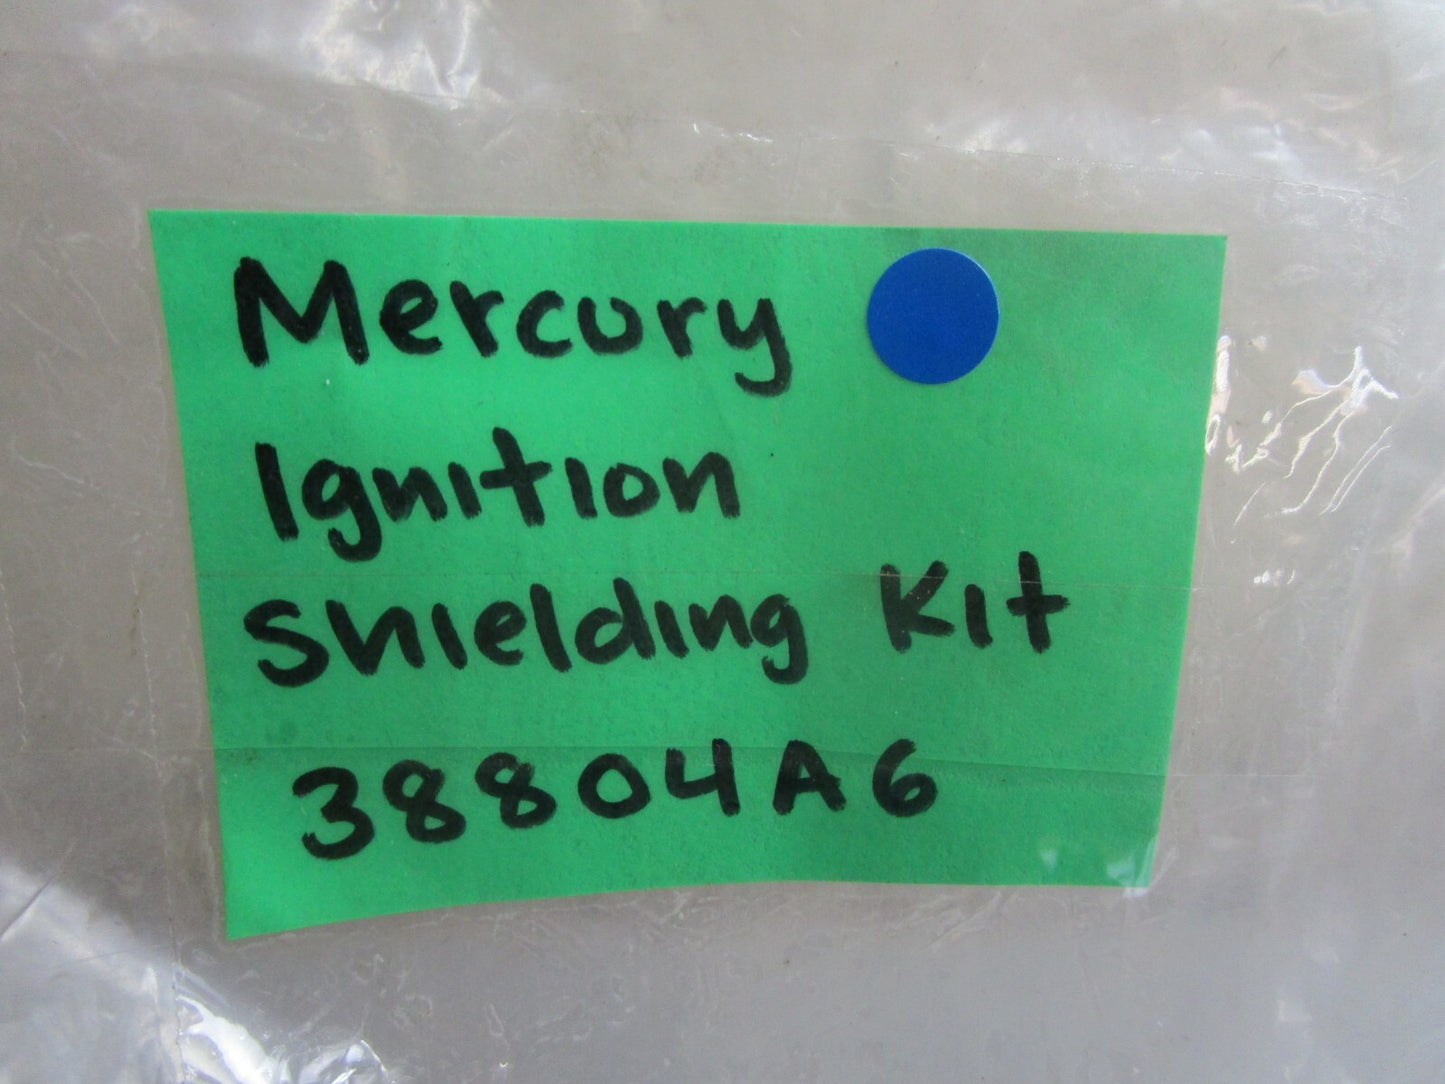 Mercury
Ignition
Shielding Kit
38804A6